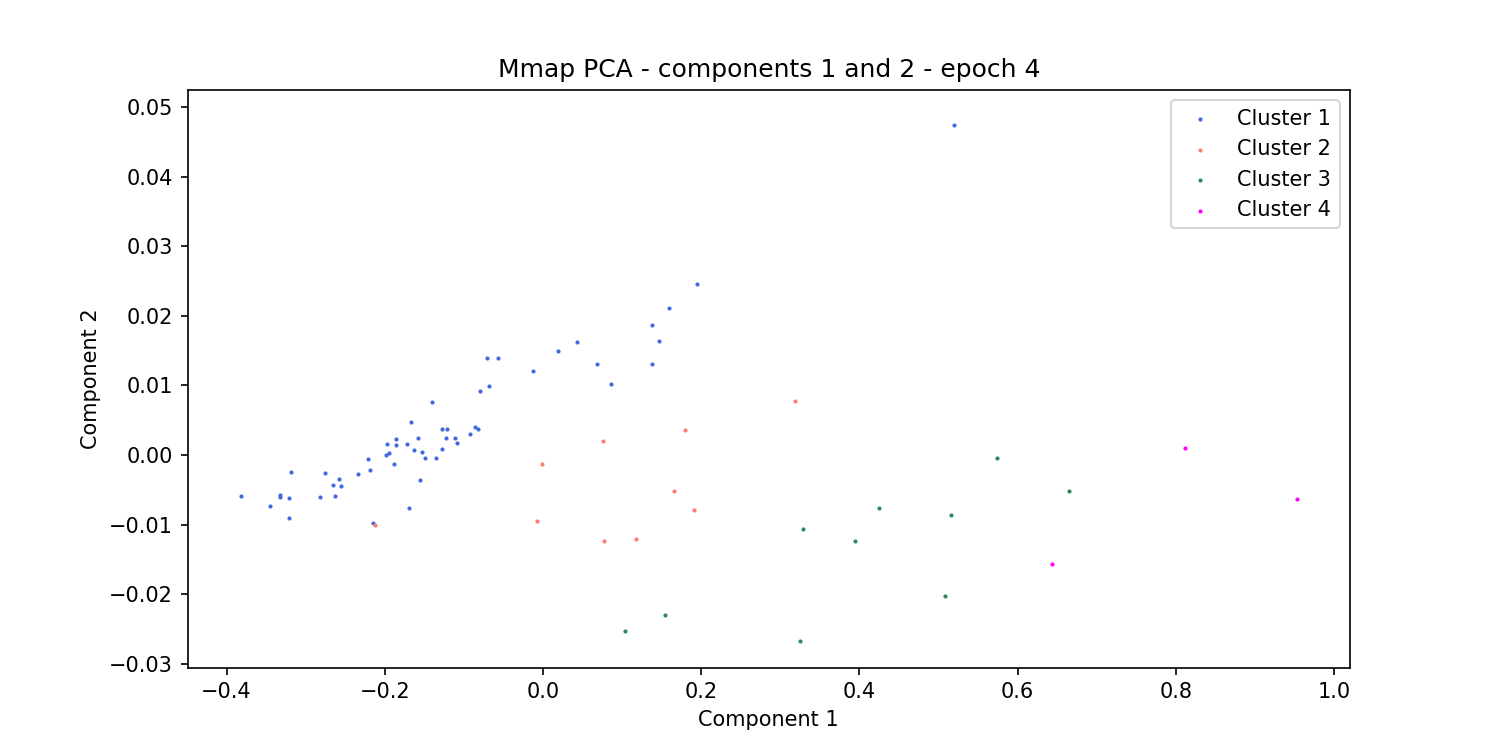 Mmap PCA - components 1 and 2 - epoch 4
Cluster 1
Cluster 2
Cluster 3
Cluster 4
0.05
0.04
0.03
0.02
0.01
0.00
−0.01
−0.02
−0.03
Component 2
−0.4 −0.2 0.0 0.2 0.4 0.6 0.8 1.0
Component 1